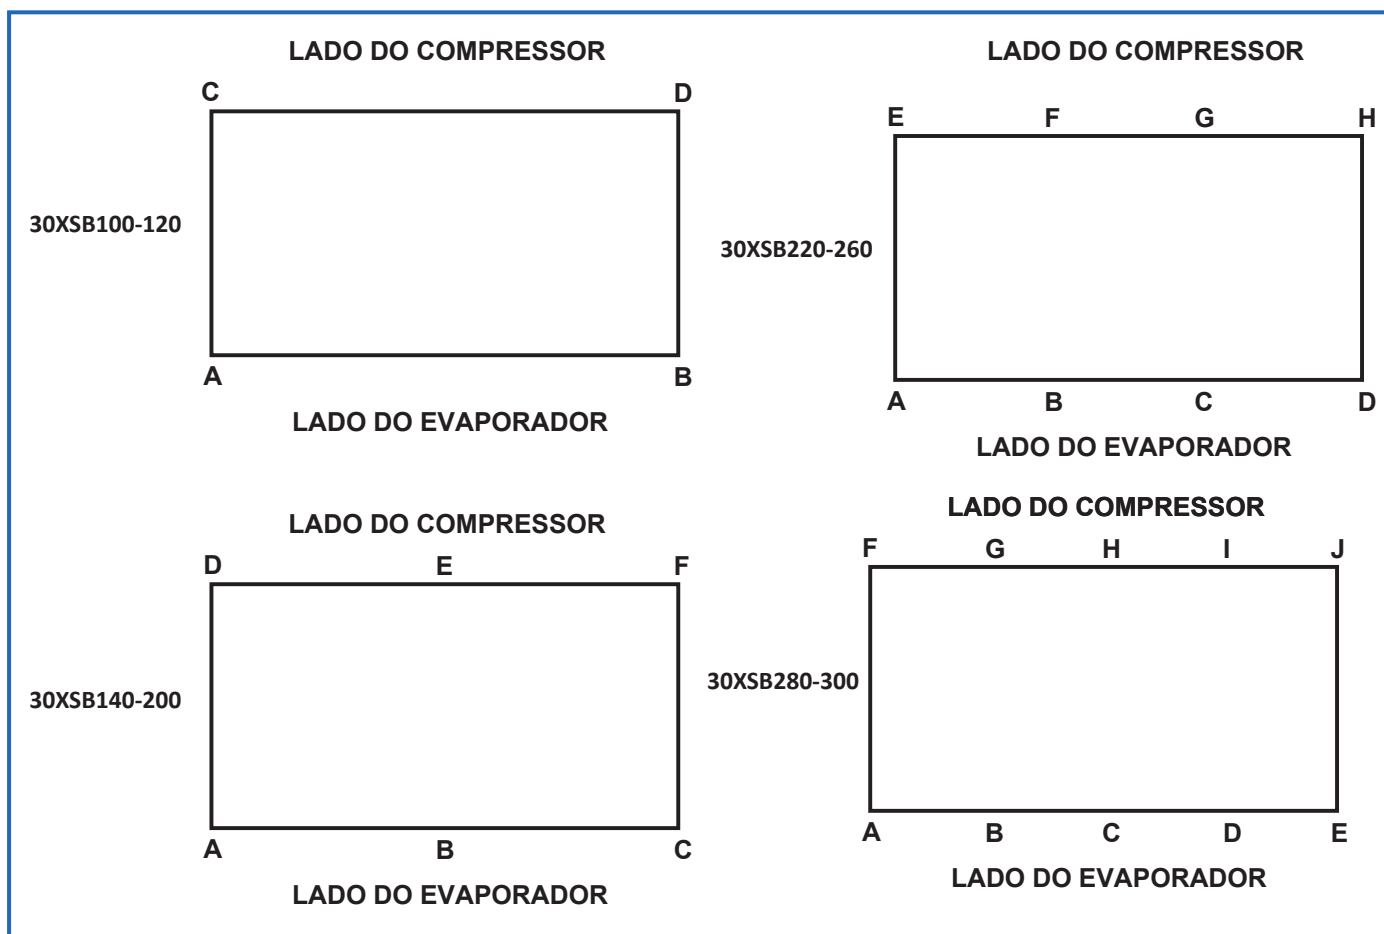 LADO DO COMPRESSOR
C D
30XSB100-120
A B
LADO DO EVAPORADOR
LADO DO COMPRESSOR
E F G H
30XSB220-260
A B C D
LADO DO EVAPORADOR
LADO DO COMPRESSOR
D E F
30XSB140-200
A B C
LADO DO EVAPORADOR
LADO DO COMPRESSOR
F G H I J
30XSB280-300
A B C D E
LADO DO EVAPORADOR